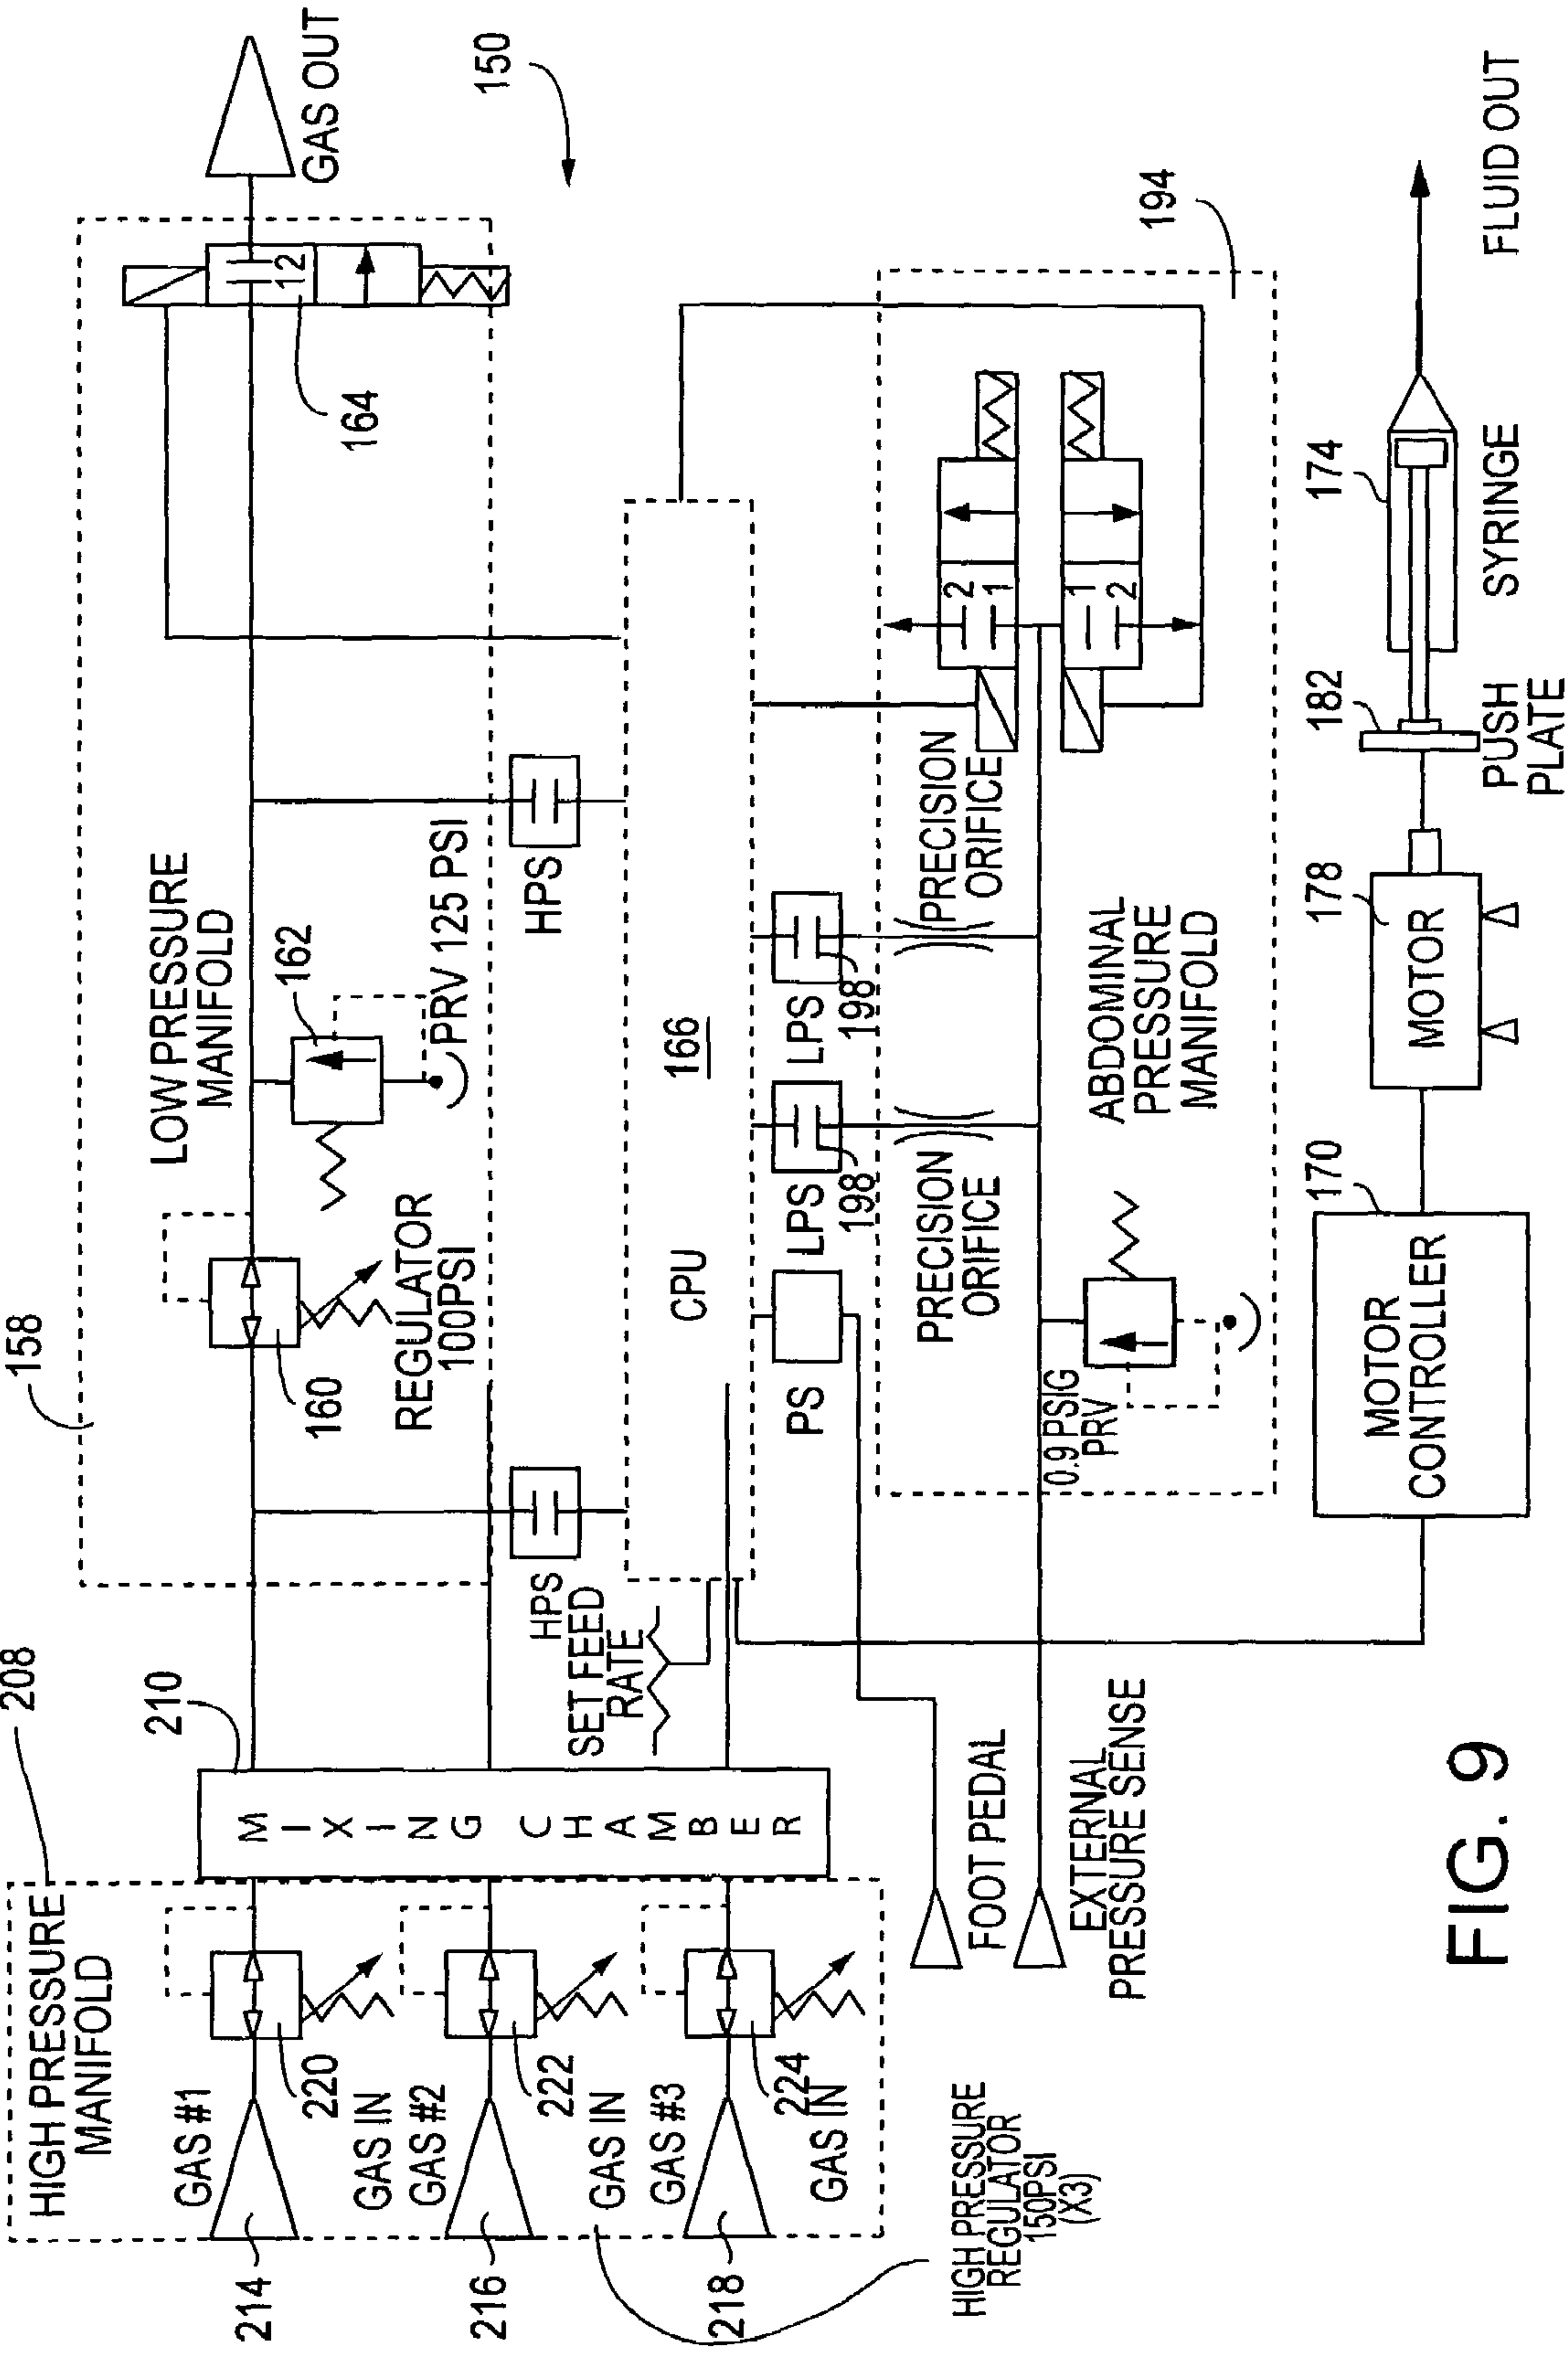 208
HIGH PRESSURE
MANIFOLD
GAS #1
214
220
GAS IN
GAS #2
216
222
GAS IN
GAS #3
218
224
GAS IN
HIGH PRESSURE
REGULATOR
150PSI
(X3)
210
MIXING CHAMBER
158
LOW PRESSURE
MANIFOLD
160
REGULATOR
100PSI
162
PRV 125 PSI
HPS
HPS
12
164
GAS OUT
150
SET FEED
RATE
CPU
166
PS
LPS
198
LPS
198
FOOT PEDAL
EXTERNAL
PRESSURE SENSE
0.9 PSIG
PRV
PRECISION
ORIFICE
PRECISION
ORIFICE
ABDOMINAL
PRESSURE
MANIFOLD
2
1
1
2
194
170
MOTOR
CONTROLLER
178
MOTOR
182
PUSH
PLATE
174
SYRINGE
FLUID OUT
FIG. 9